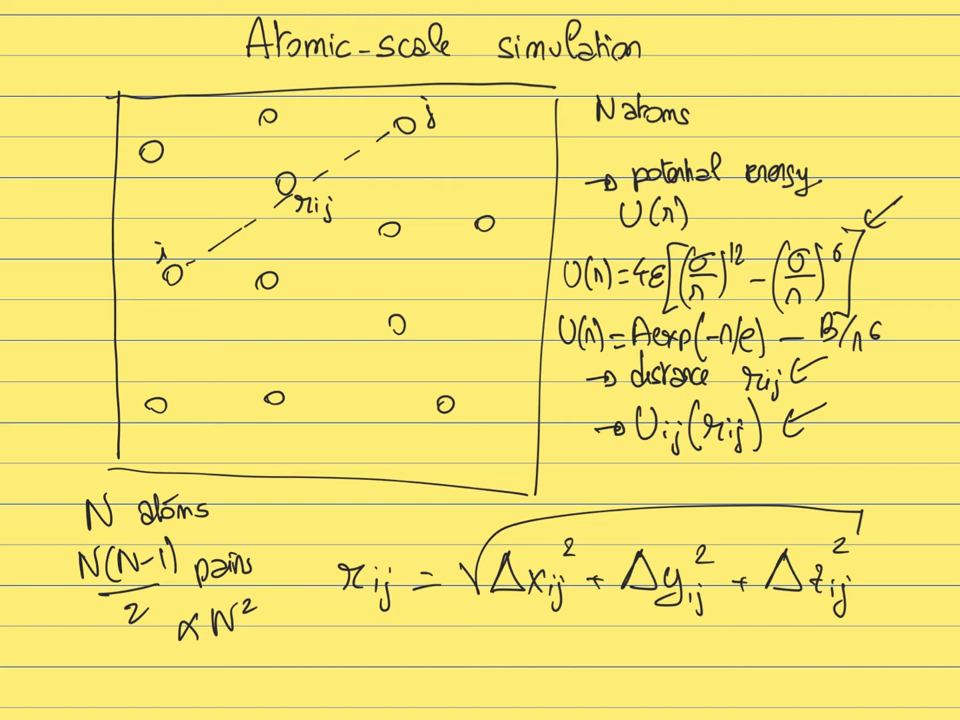 Atomic-scale simulation
j
rij
i
N atoms
→ potential energy
U(r)
U(r)=4ε[(σ/r)^12 - (σ/r)^6]
U(r)=Aexp(-r/ρ) - B/r6
→ distance rij
→ Uij(rij)
N atoms
N(N-1)/2 pairs
∝ N²
rij = √Δxij² + Δyij² + Δzij²